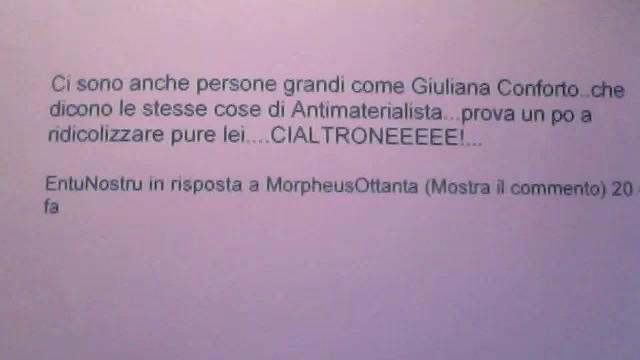 Ci sono anche persone grandi come Giuliana Conforto..che
dicono le stesse cose di Antimaterialista...prova un po a
ridicolizzare pure lei....CIALTRONEEEEE!...
EntuNostru in risposta a MorpheusOttanta (Mostra il commento) 20
fa